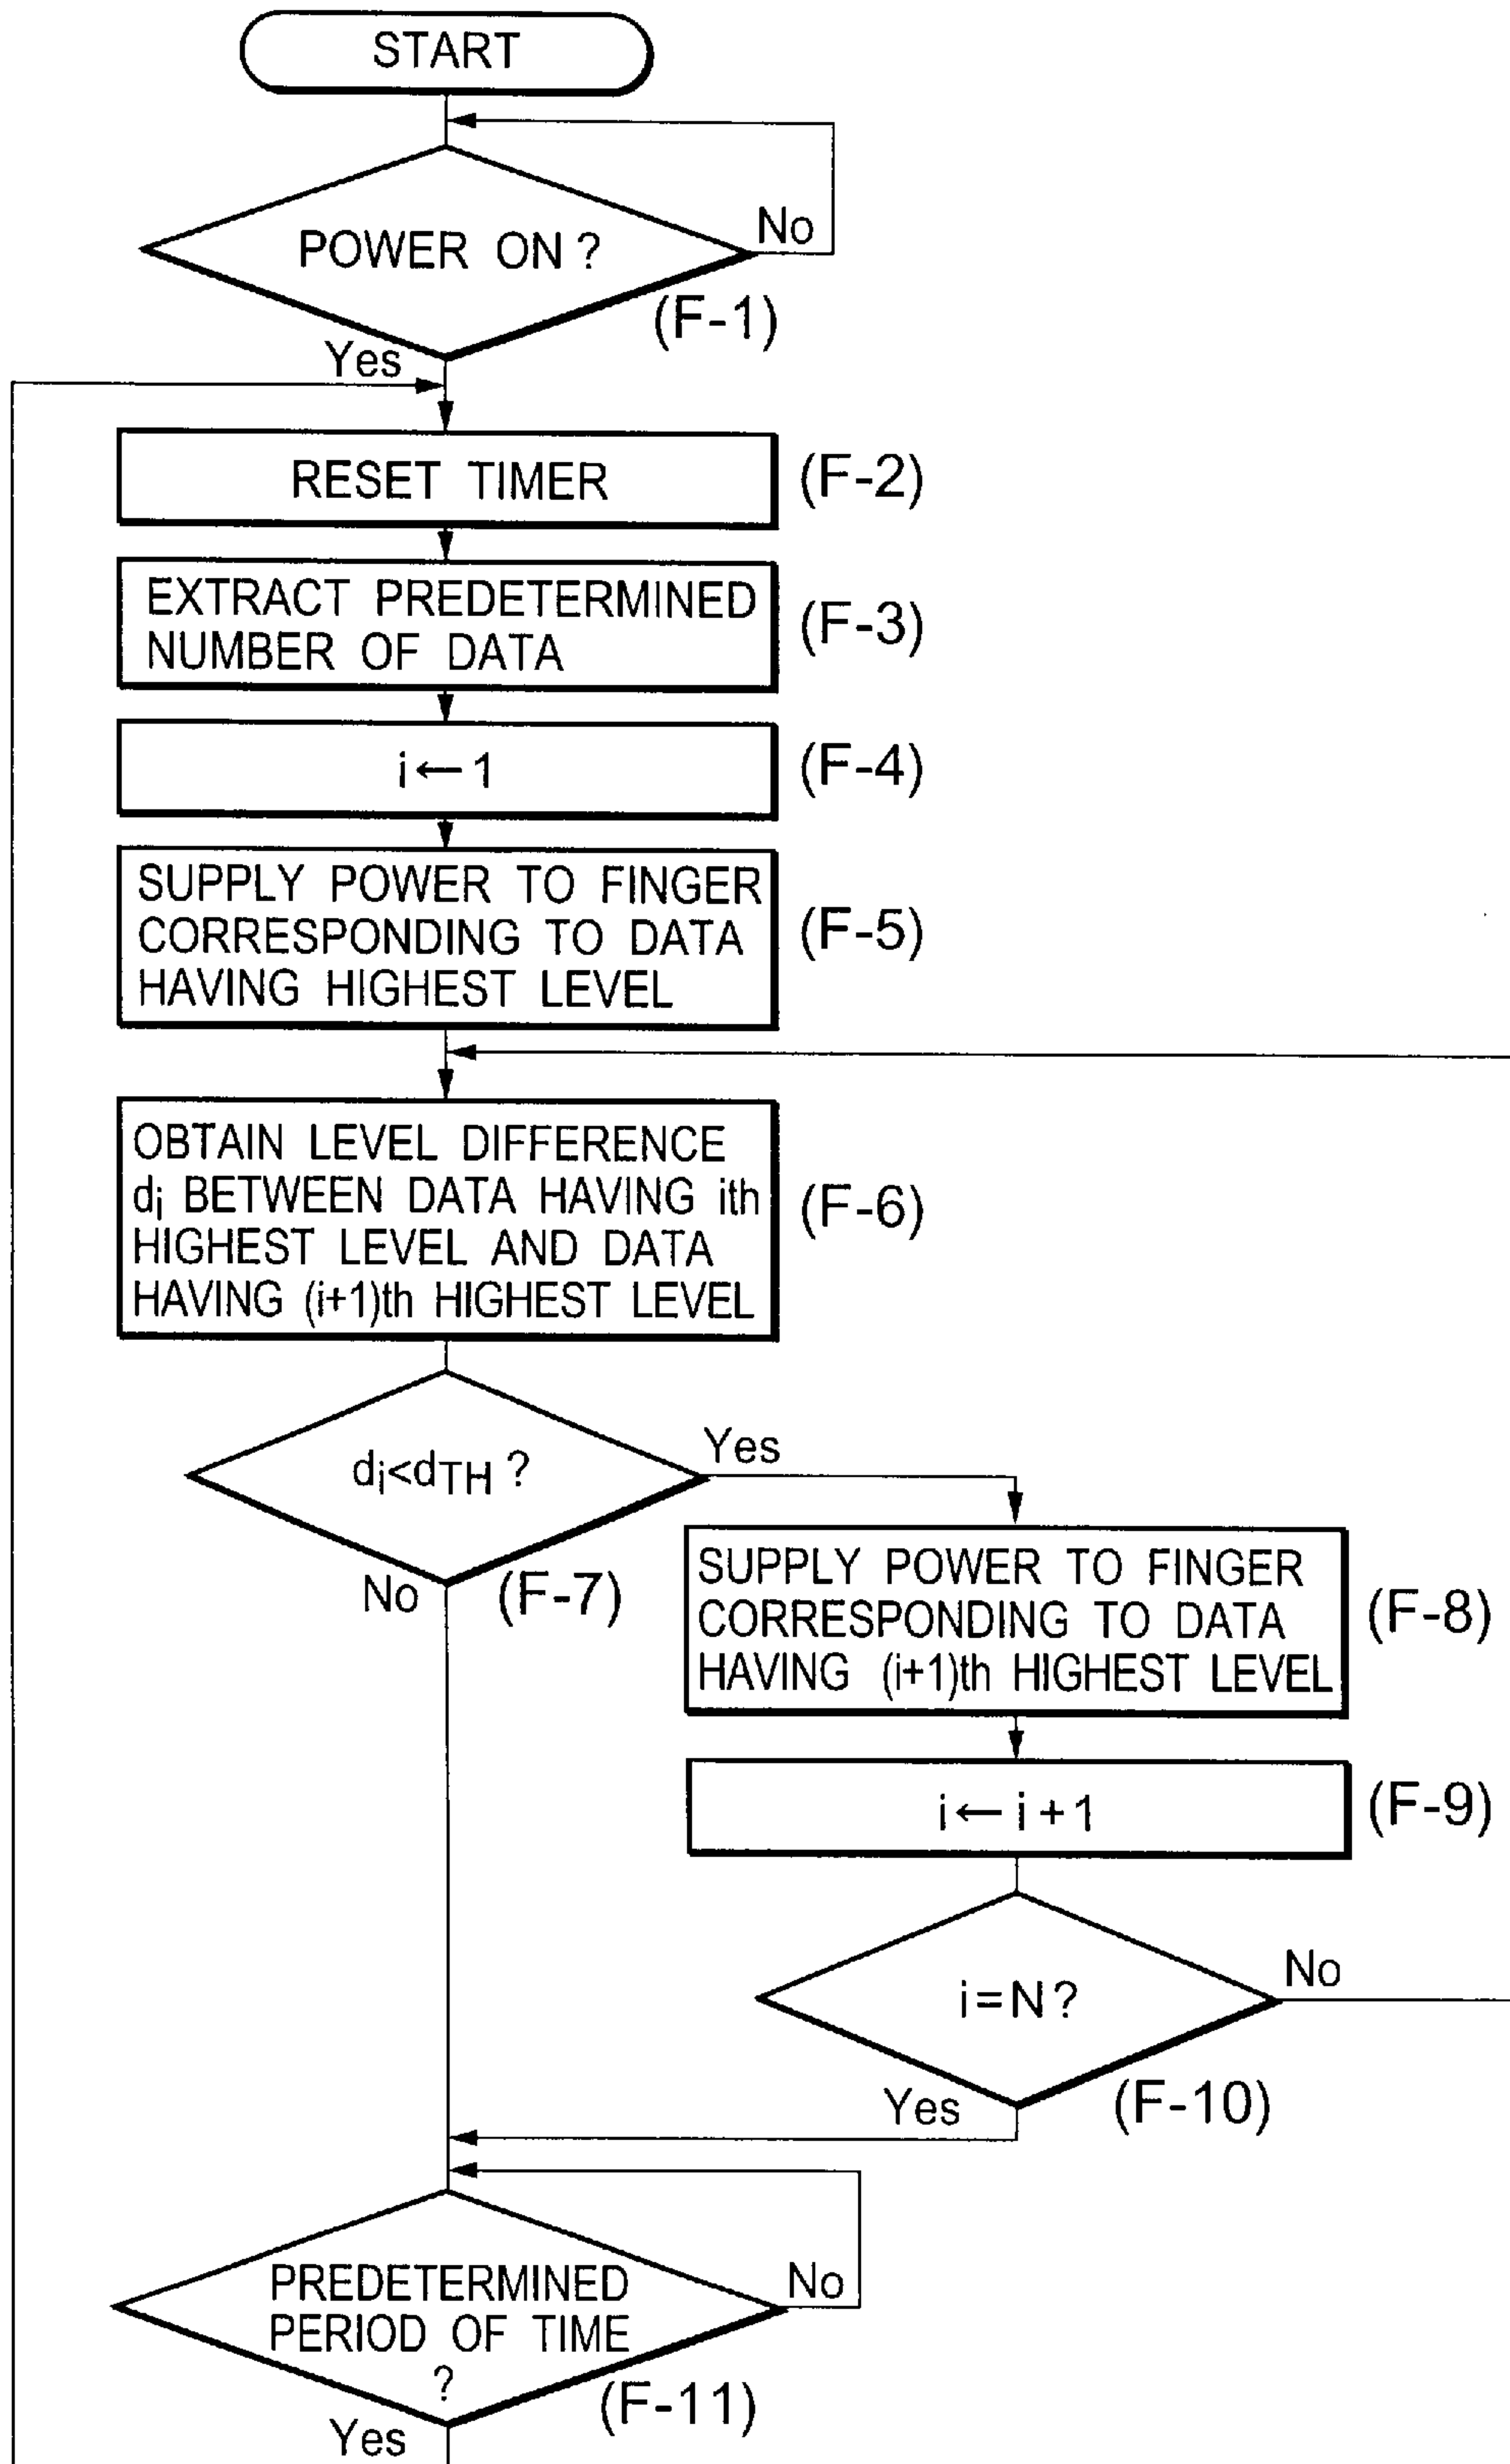 START
POWER ON ?
No
(F-1)
Yes
RESET TIMER
(F-2)
EXTRACT PREDETERMINED
NUMBER OF DATA
(F-3)
i ← 1
(F-4)
SUPPLY POWER TO FINGER
CORRESPONDING TO DATA
HAVING HIGHEST LEVEL
(F-5)
OBTAIN LEVEL DIFFERENCE
di BETWEEN DATA HAVING ith
HIGHEST LEVEL AND DATA
HAVING (i+1)th HIGHEST LEVEL
(F-6)
di<dTH ?
Yes
No
(F-7)
SUPPLY POWER TO FINGER
CORRESPONDING TO DATA
HAVING (i+1)th HIGHEST LEVEL
(F-8)
i ← i + 1
(F-9)
i=N?
No
Yes
(F-10)
PREDETERMINED
PERIOD OF TIME
?
No
(F-11)
Yes